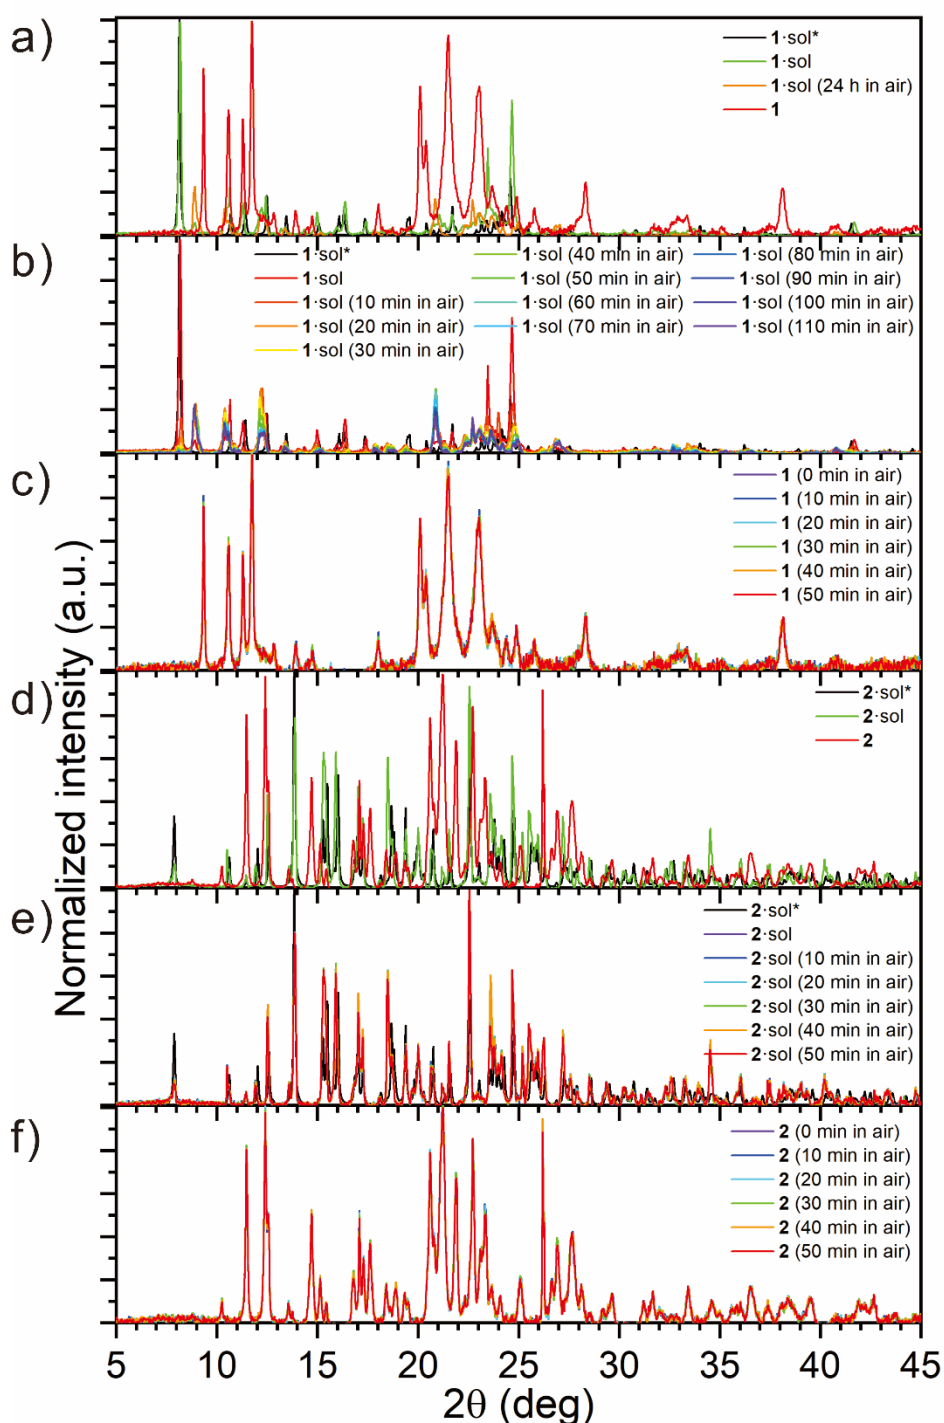 a)
1·sol*
1·sol
1·sol (24 h in air)
1
b)
1·sol* 1·sol (40 min in air) 1·sol (80 min in air)
1·sol 1·sol (50 min in air) 1·sol (90 min in air)
1·sol (10 min in air) 1·sol (60 min in air) 1·sol (100 min in air)
1·sol (20 min in air) 1·sol (70 min in air) 1·sol (110 min in air)
1·sol (30 min in air)
c)
1 (0 min in air)
1 (10 min in air)
1 (20 min in air)
1 (30 min in air)
1 (40 min in air)
1 (50 min in air)
Normalized intensity (a.u.)
d)
2·sol*
2·sol
2
e)
2·sol*
2·sol
2·sol (10 min in air)
2·sol (20 min in air)
2·sol (30 min in air)
2·sol (40 min in air)
2·sol (50 min in air)
f)
2 (0 min in air)
2 (10 min in air)
2 (20 min in air)
2 (30 min in air)
2 (40 min in air)
2 (50 min in air)
5 10 15 20 25 30 35 40 45
2θ (deg)